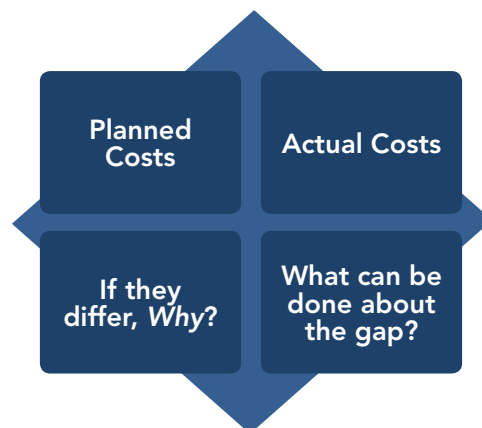 Planned
Costs
Actual Costs
If they
differ, Why?
What can be
done about
the gap?